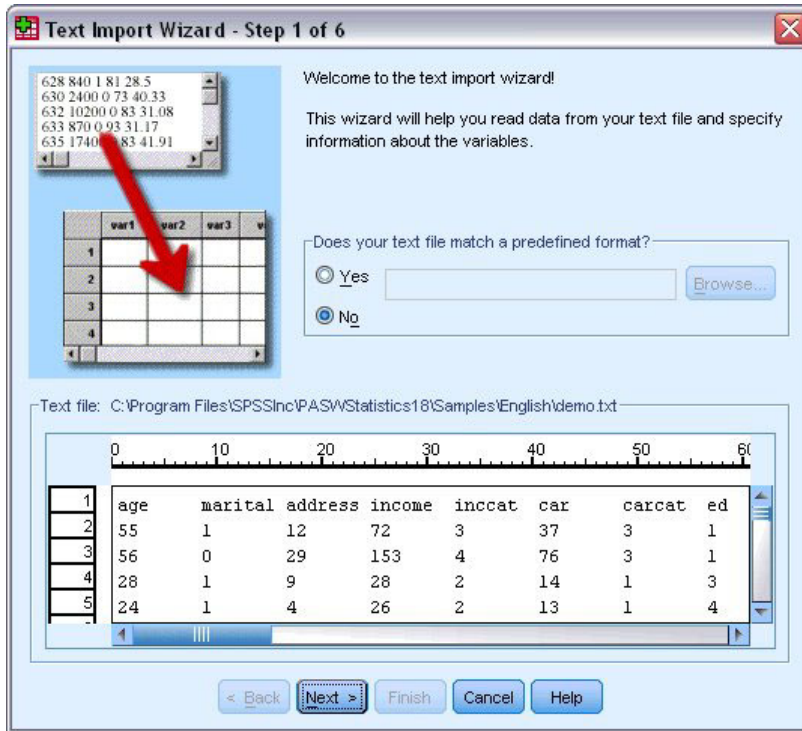 Text Import Wizard - Step 1 of 6
628 840 1 81 28.5
630 2400 0 73 40.33
632 10200 0 83 31.08
633 870 0 93 31.17
635 1740 83 41.91
var1 var2 var3 v
1
2
3
4
Welcome to the text import wizard!
This wizard will help you read data from your text file and specify
information about the variables.
Does your text file match a predefined format?
Yes
Browse...
No
Text file: C:\Program Files\SPSSInc\PASWStatistics18\Samples\English\demo.txt
0 10 20 30 40 50 60
1 age marital address income inccat car carcat ed
2 55 1 12 72 3 37 3 1
3 56 0 29 153 4 76 3 1
4 28 1 9 28 2 14 1 3
5 24 1 4 26 2 13 1 4
< Back Next > Finish Cancel Help